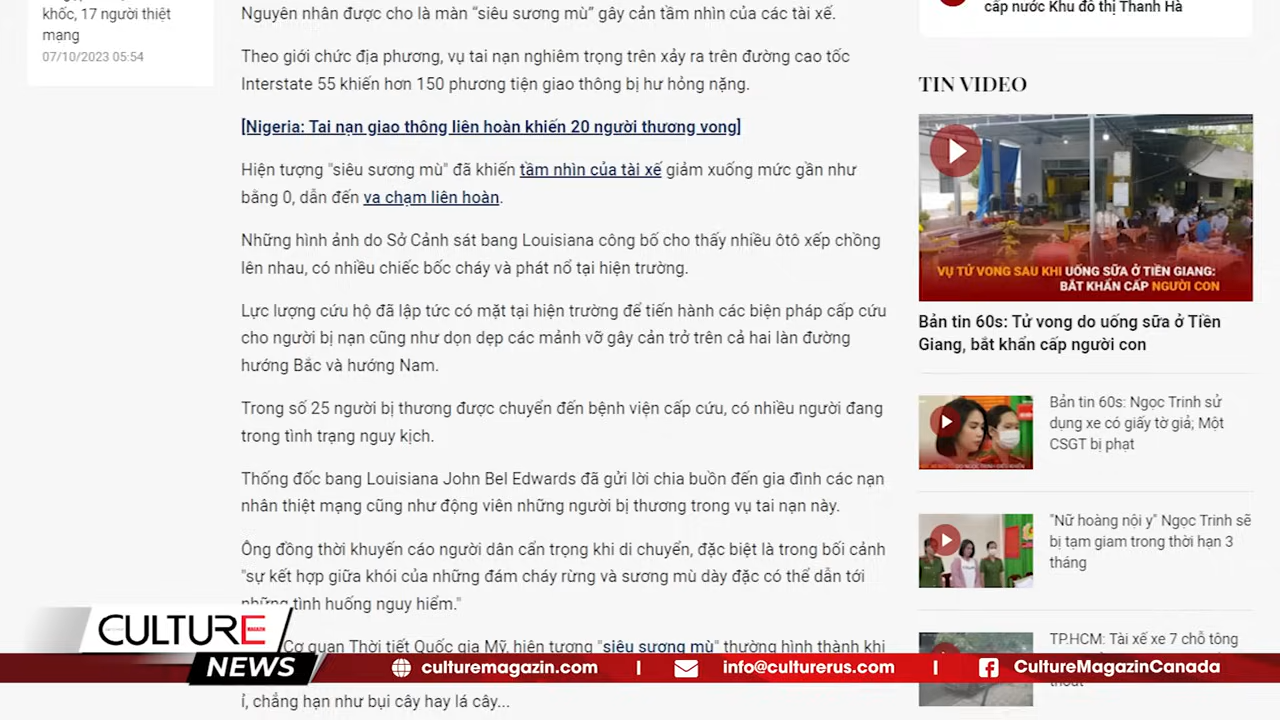 khốc, 17 người thiệt
mạng
07/10/2023 05:54
Nguyên nhân được cho là màn “siêu sương mù” gây cản tầm nhìn của các tài xế.
Theo giới chức địa phương, vụ tai nạn nghiêm trọng trên xảy ra trên đường cao tốc
Interstate 55 khiến hơn 150 phương tiện giao thông bị hư hỏng nặng.
[Nigeria: Tai nạn giao thông liên hoàn khiến 20 người thương vong]
Hiện tượng "siêu sương mù" đã khiến tầm nhìn của tài xế giảm xuống mức gần như
bằng 0, dẫn đến va chạm liên hoàn.
Những hình ảnh do Sở Cảnh sát bang Louisiana công bố cho thấy nhiều ôtô xếp chồng
lên nhau, có nhiều chiếc bốc cháy và phát nổ tại hiện trường.
Lực lượng cứu hộ đã lập tức có mặt tại hiện trường để tiến hành các biện pháp cấp cứu
cho người bị nạn cũng như dọn dẹp các mảnh vỡ gây cản trở trên cả hai làn đường
hướng Bắc và hướng Nam.
Trong số 25 người bị thương được chuyển đến bệnh viện cấp cứu, có nhiều người đang
trong tình trạng nguy kịch.
Thống đốc bang Louisiana John Bel Edwards đã gửi lời chia buồn đến gia đình các nạn
nhân thiệt mạng cũng như động viên những người bị thương trong vụ tai nạn này.
Ông đồng thời khuyến cáo người dân cẩn trọng khi di chuyển, đặc biệt là trong bối cảnh
"sự kết hợp giữa khói của những đám cháy rừng và sương mù dày đặc có thể dẫn tới
những tình huống nguy hiểm."
Cơ quan Thời tiết Quốc gia Mỹ, hiện tượng "siêu sương mù" thường hình thành khi
ỉ, chẳng hạn như bụi cây hay lá cây...
cấp nước Khu đô thị Thanh Hà
TIN VIDEO
VỤ TỬ VONG SAU KHI UỐNG SỮA Ở TIỀN GIANG:
BẮT KHẨN CẤP NGƯỜI CON
Bản tin 60s: Tử vong do uống sữa ở Tiền
Giang, bắt khẩn cấp người con
Bản tin 60s: Ngọc Trinh sử
dụng xe có giấy tờ giả; Một
CSGT bị phạt
"Nữ hoàng nội y" Ngọc Trinh sẽ
bị tạm giam trong thời hạn 3
tháng
TP.HCM: Tài xế xe 7 chỗ tông
CULTURE
MAGAZIN
NEWS
culturemagazin.com | info@culturerus.com | CultureMagazinCanada